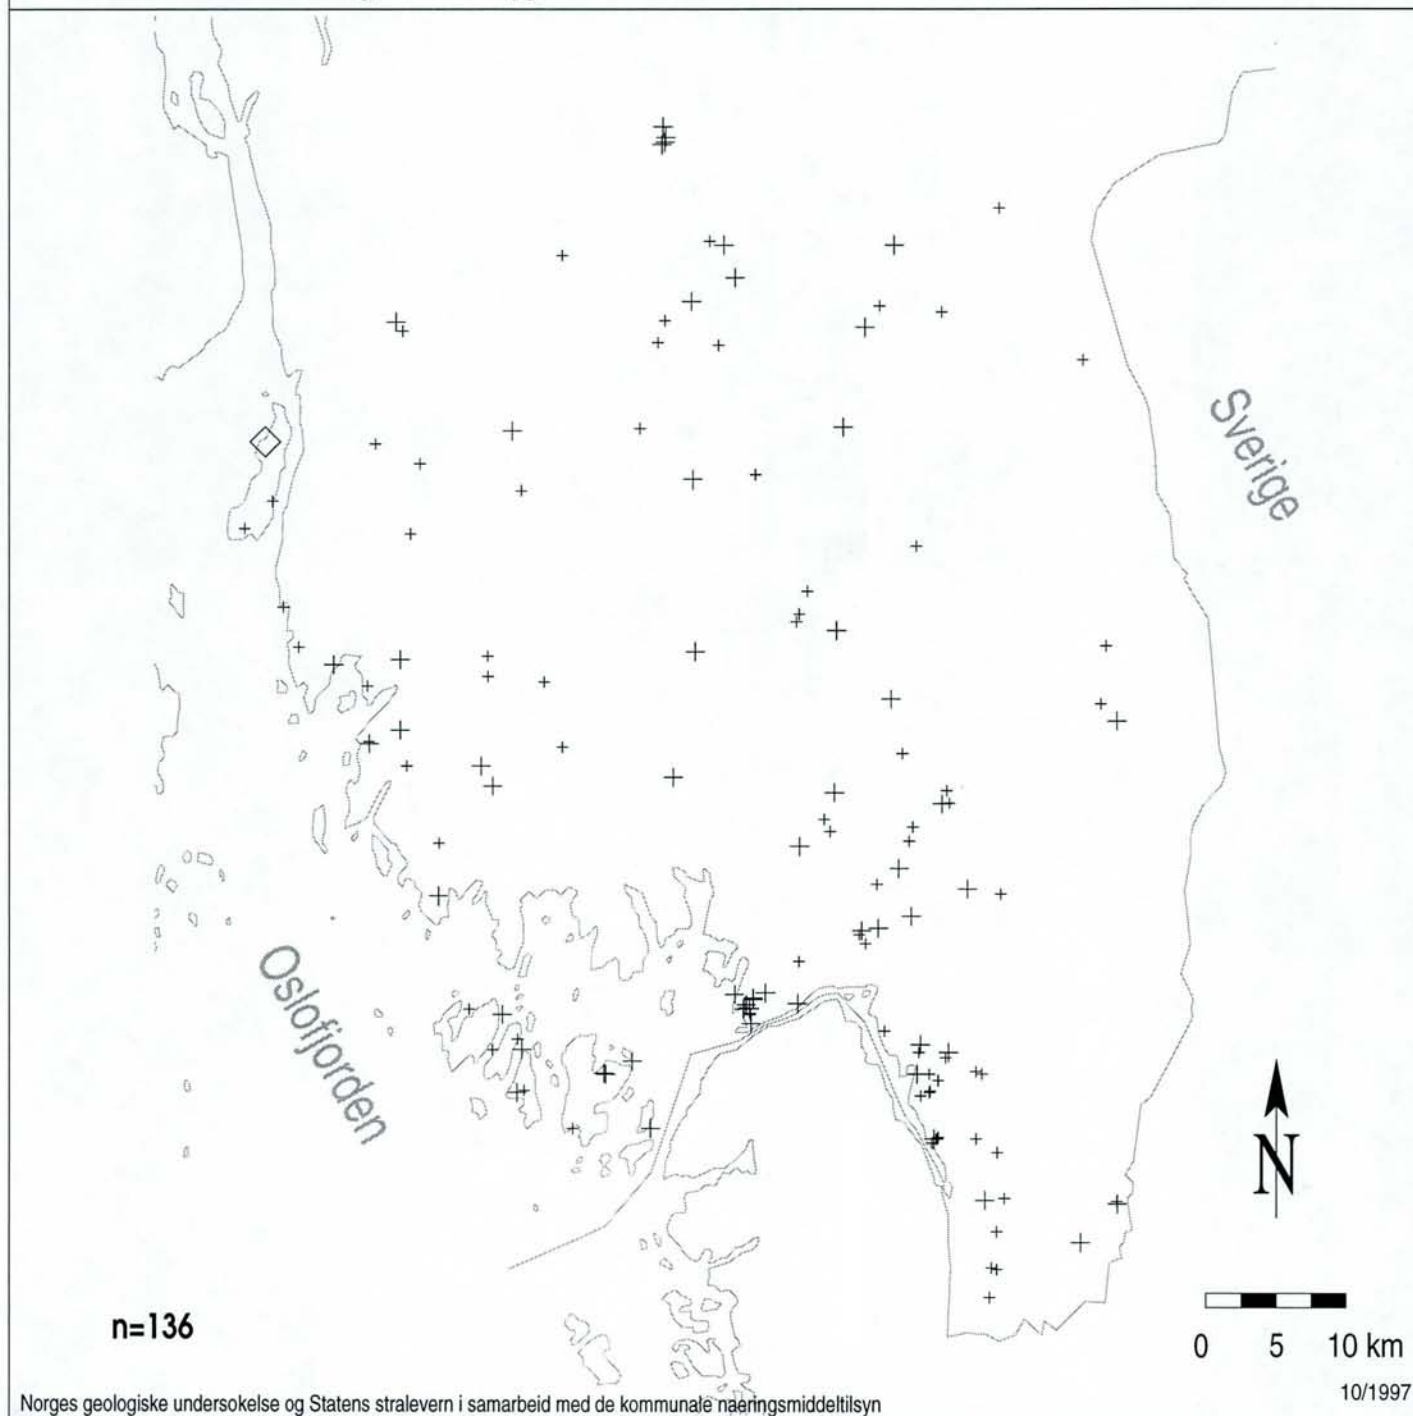 Sverige
Oslofjorden
N
n=136
0 5 10 km
10/1997
Norges geologiske undersokelse og Statens stralevern i samarbeid med de kommunale naeringsmiddeltilsyn